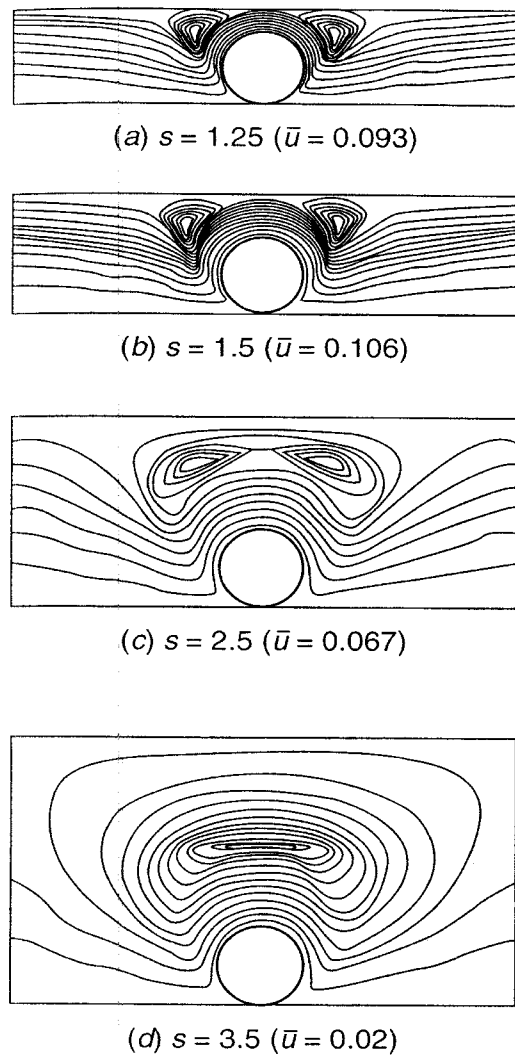 (a) s = 1.25 (ū = 0.093)
(b) s = 1.5 (ū = 0.106)
(c) s = 2.5 (ū = 0.067)
(d) s = 3.5 (ū = 0.02)